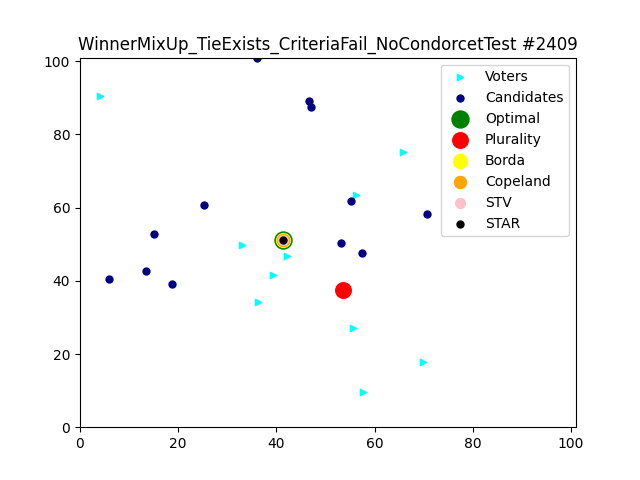 WinnerMixUp_TieExists_CriteriaFail_NoCondorcetTest #2409
100
80
60
40
20
0
0 20 40 60 80 100
Voters
Candidates
Optimal
Plurality
Borda
Copeland
STV
STAR